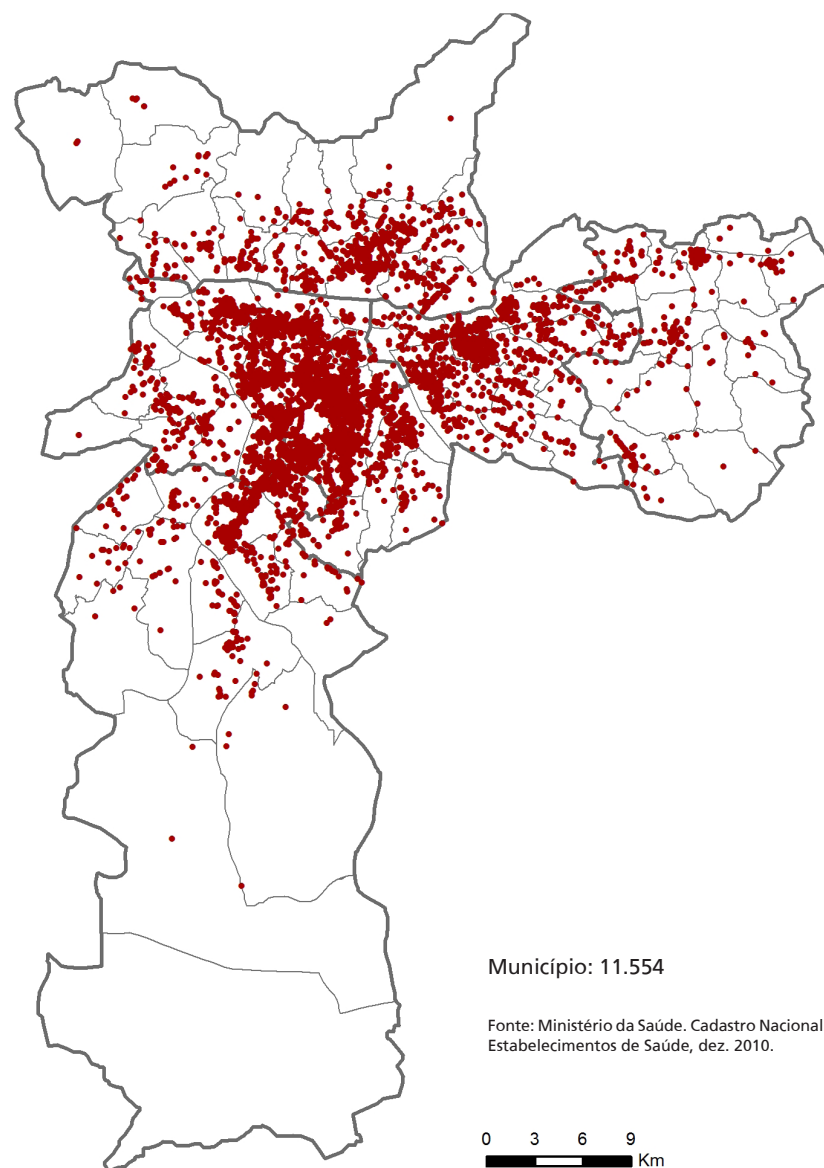 Município: 11.554
Fonte: Ministério da Saúde. Cadastro Nacional
Estabelecimentos de Saúde, dez. 2010.
0 3 6 9
Km